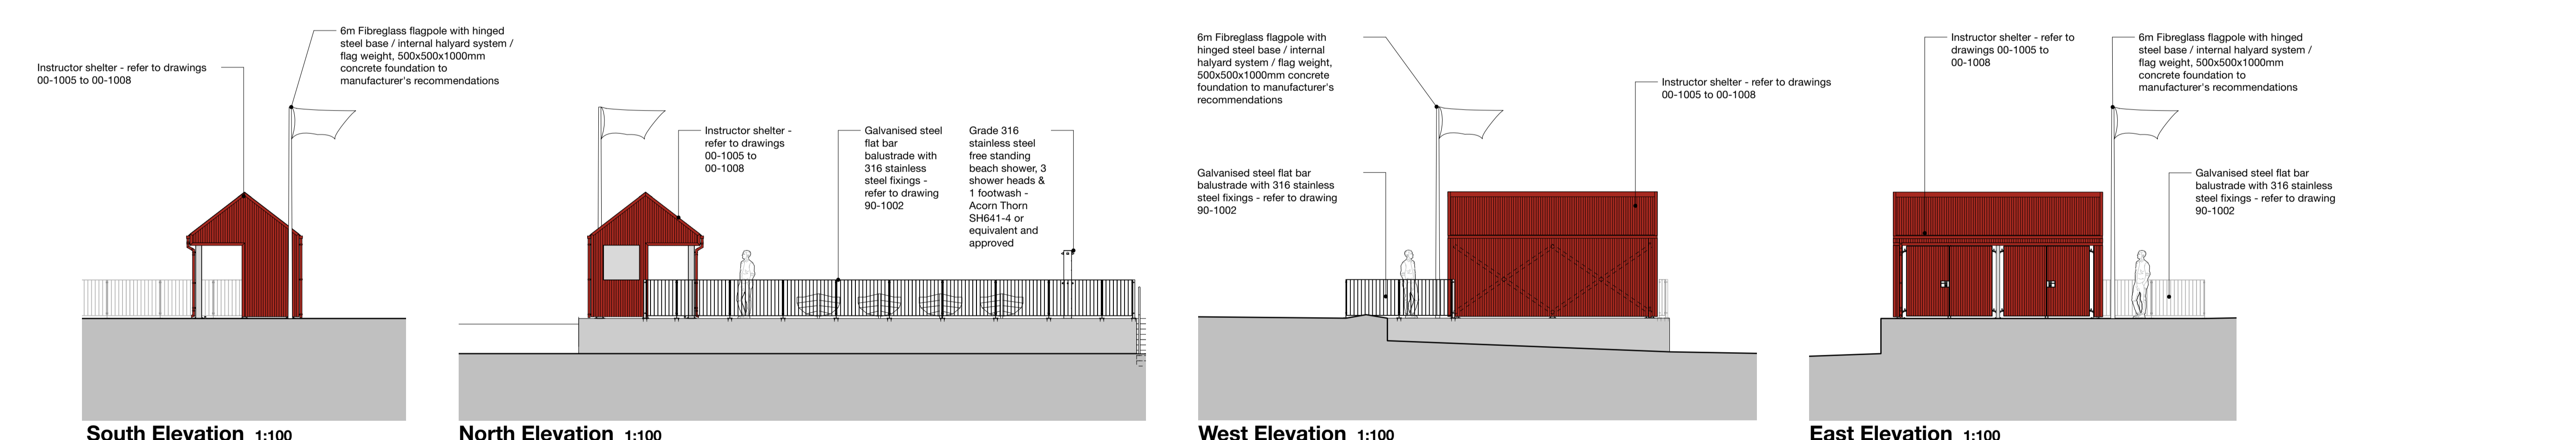 6m Fibreglass flagpole with hinged
steel base / internal halyard system /
flag weight, 500x500x1000mm
concrete foundation to
manufacturer's recommendations
Instructor shelter - refer to drawings
00-1005 to 00-1008
South Elevation 1:100
Instructor shelter -
refer to drawings
00-1005 to
00-1008
Galvanised steel
flat bar
balustrade with
316 stainless
steel fixings -
refer to drawing
90-1002
Grade 316
stainless steel
free standing
beach shower, 3
shower heads &
1 footwash -
Acorn Thorn
SH641-4 or
equivalent and
approved
North Elevation 1:100
6m Fibreglass flagpole with
hinged steel base / internal
halyard system / flag weight,
500x500x1000mm concrete
foundation to manufacturer's
recommendations
Instructor shelter - refer to drawings
00-1005 to 00-1008
Galvanised steel flat bar
balustrade with 316 stainless
steel fixings - refer to drawing
90-1002
West Elevation 1:100
Instructor shelter - refer to
drawings 00-1005 to
00-1008
6m Fibreglass flagpole with hinged
steel base / internal halyard system /
flag weight, 500x500x1000mm
concrete foundation to
manufacturer's recommendations
Galvanised steel flat bar
balustrade with 316 stainless
steel fixings - refer to drawing
90-1002
East Elevation 1:100